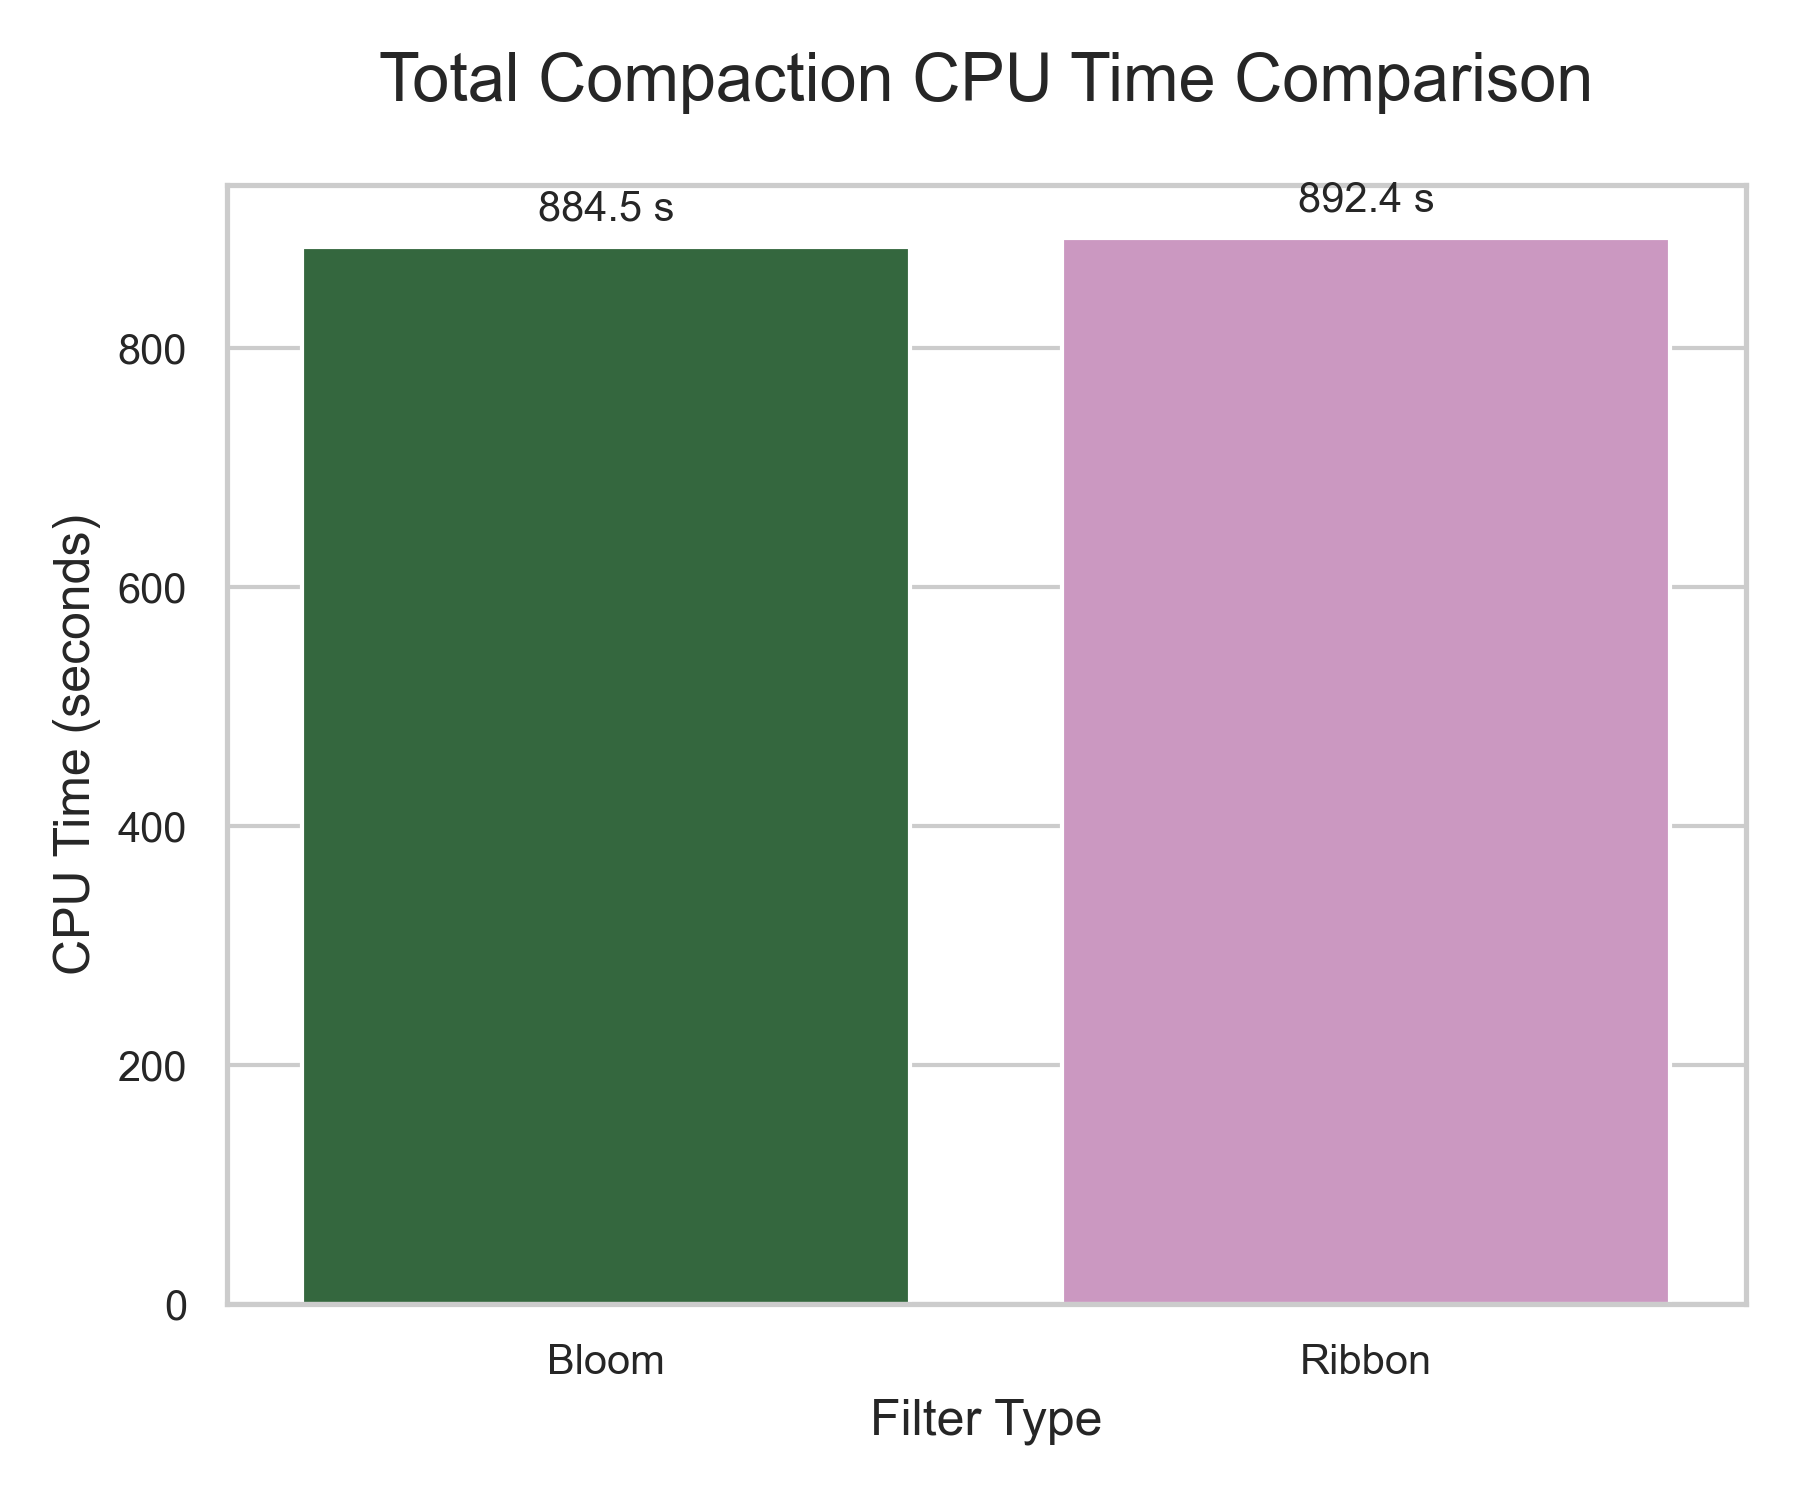 Total Compaction CPU Time Comparison
884.5 s
892.4 s
800
600
400
200
0
CPU Time (seconds)
Bloom
Ribbon
Filter Type